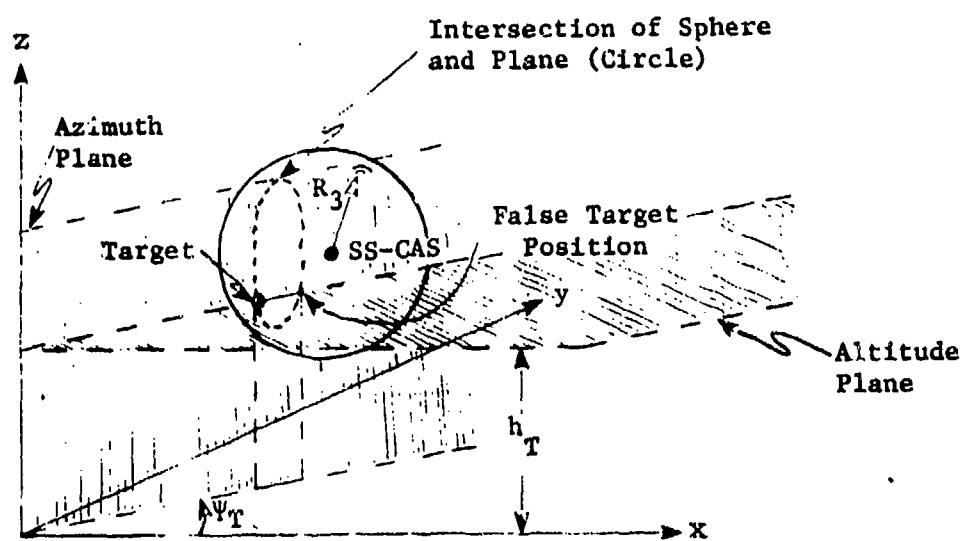 Intersection of Sphere
and Plane (Circle)
z
Azimuth
Plane
R3
Target
SS-CAS
False Target
Position
y
Altitude
Plane
hT
ΨT
x